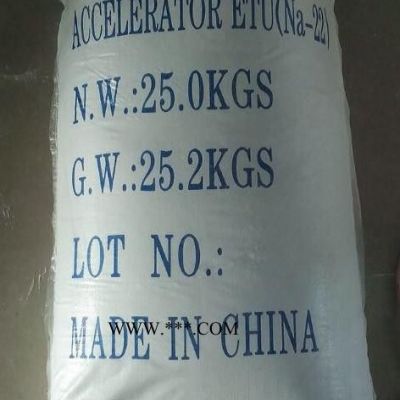 ACCELERATOR ETU(Na-22)
N.W.:25.0KGS
G.W.:25.2KGS
LOT NO.:
WWW.***.COM
MADE IN CHINA